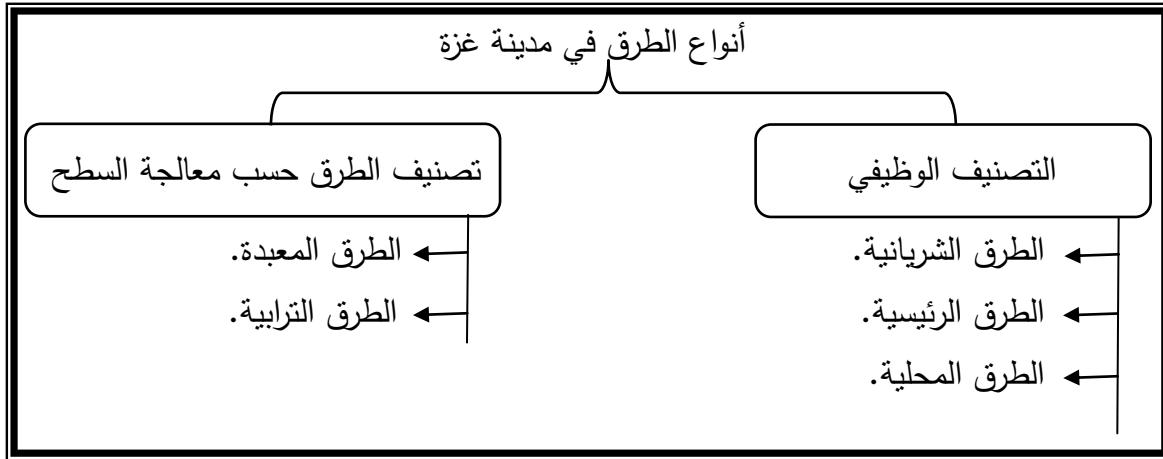 أنواع الطرق في مدينة غزة
التصنيف الوظيفي
الطرق الشريانية.
الطرق الرئيسية.
الطرق المحلية.
تصنيف الطرق حسب معالجة السطح
الطرق المعبدة.
الطرق الترابية.